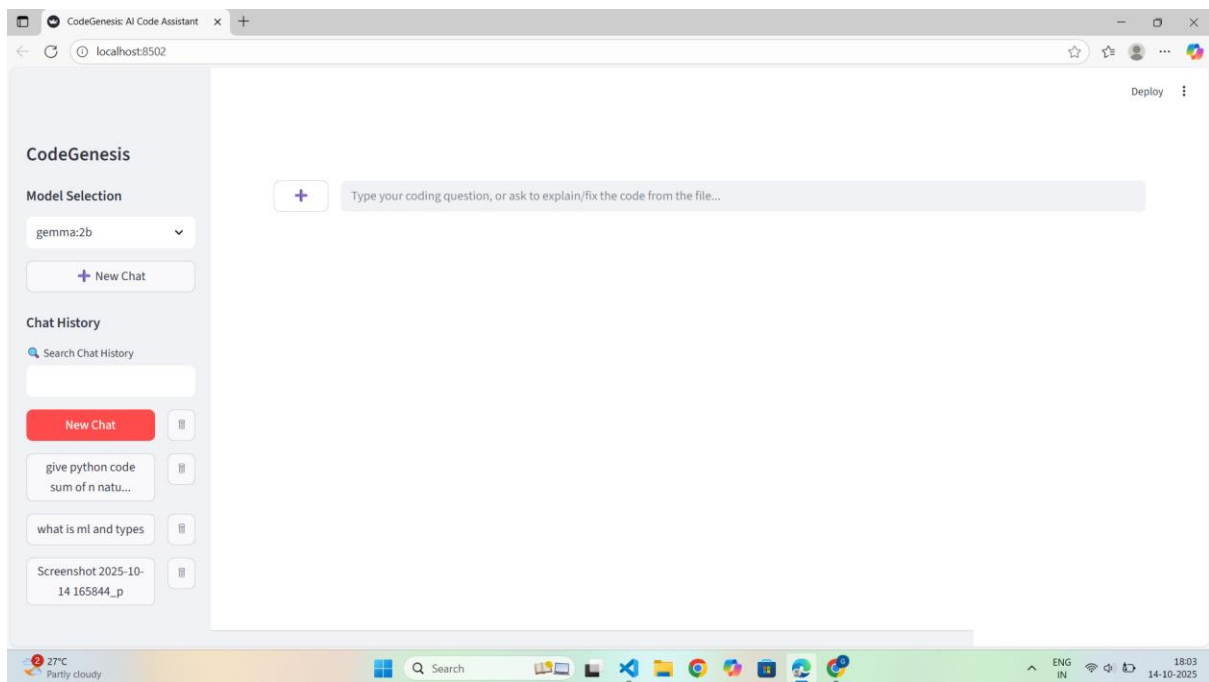 CodeGenesis: AI Code Assistant
localhost:8502
Deploy
CodeGenesis
Model Selection
gemma:2b
New Chat
Chat History
Search Chat History
New Chat
give python code
sum of n natu...
what is ml and types
Screenshot 2025-10-
14 165844_p
Type your coding question, or ask to explain/fix the code from the file...
2
27°C
Partly cloudy
Search
ENG
IN
18:03
14-10-2025